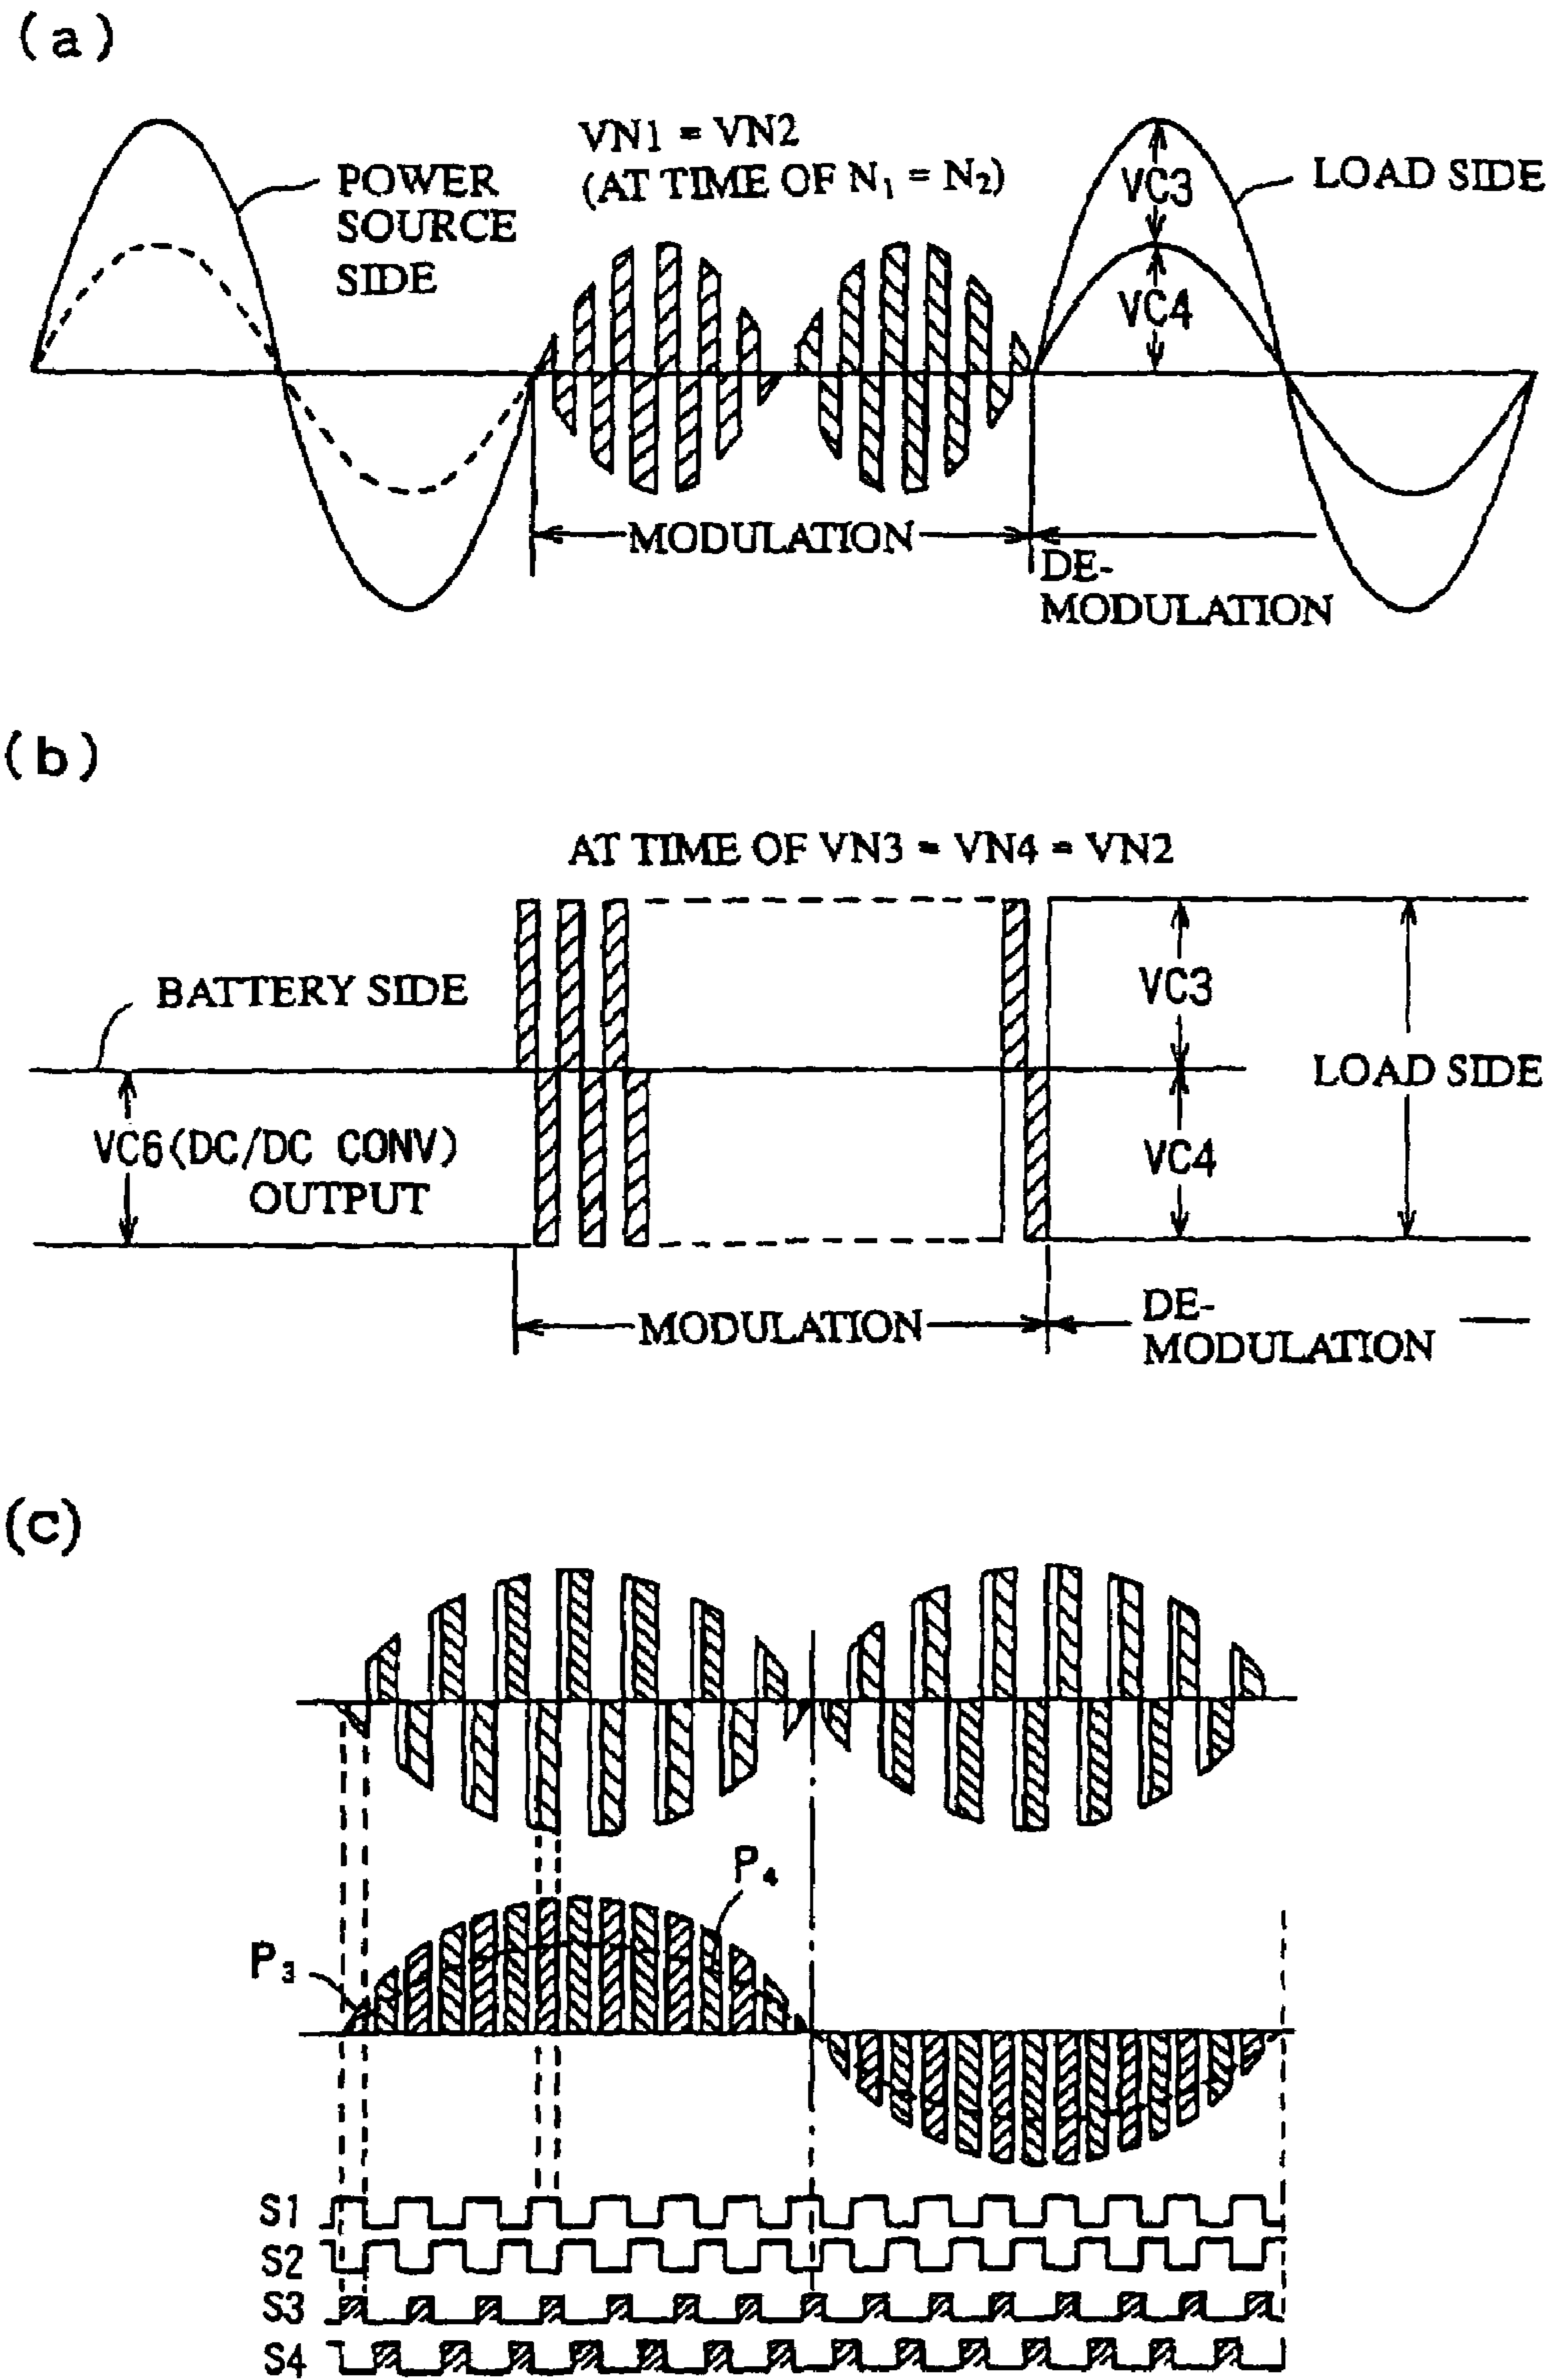 (a)
VN1 = VN2
(AT TIME OF N1 = N2)
POWER
SOURCE
SIDE
VC3
LOAD SIDE
VC4
MODULATION
DE-
MODULATION
(b)
AT TIME OF VN3 = VN4 = VN2
BATTERY SIDE
VC3
LOAD SIDE
VC6(DC/DC CONV)
OUTPUT
VC4
MODULATION
DE-
MODULATION
(c)
P4
P3
S1
S2
S3
S4